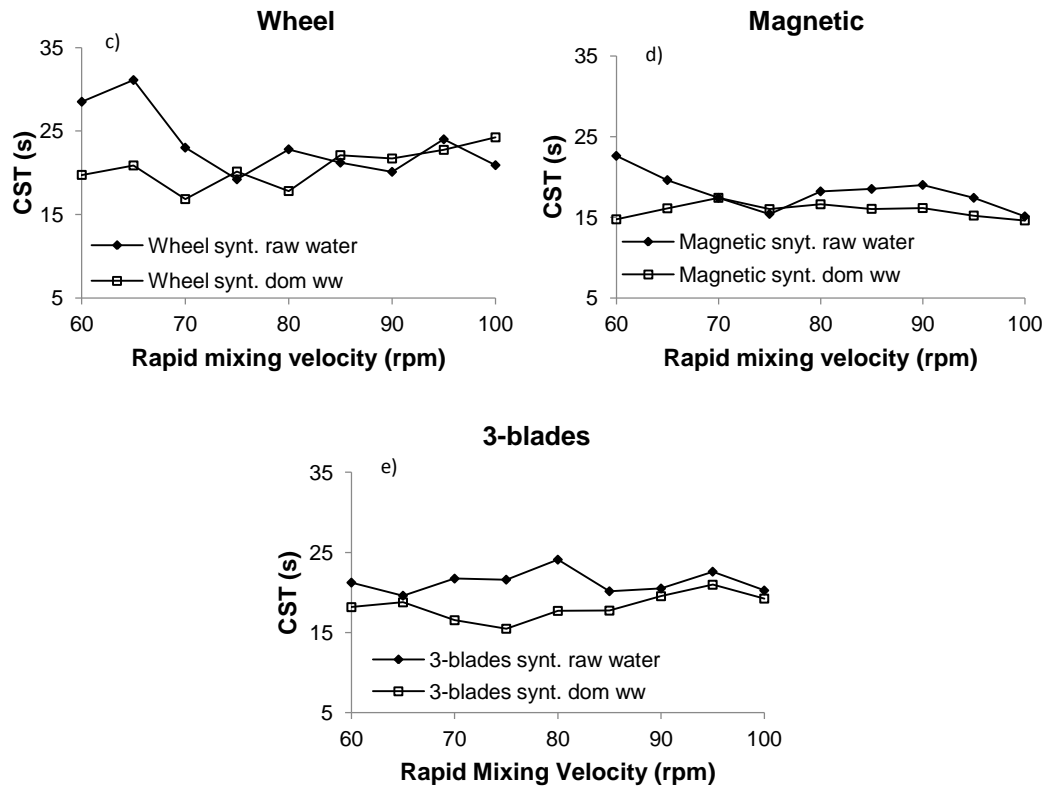 Wheel
c)
35
25
15
5
CST (s)
Wheel synt. raw water
Wheel synt. dom ww
60 70 80 90 100
Rapid mixing velocity (rpm)
Magnetic
d)
35
25
15
5
CST (s)
Magnetic snyt. raw water
Magnetic synt. dom ww
60 70 80 90 100
Rapid mixing velocity (rpm)
3-blades
e)
35
25
15
5
CST (s)
3-blades synt. raw water
3-blades synt. dom ww
60 70 80 90 100
Rapid Mixing Velocity (rpm)